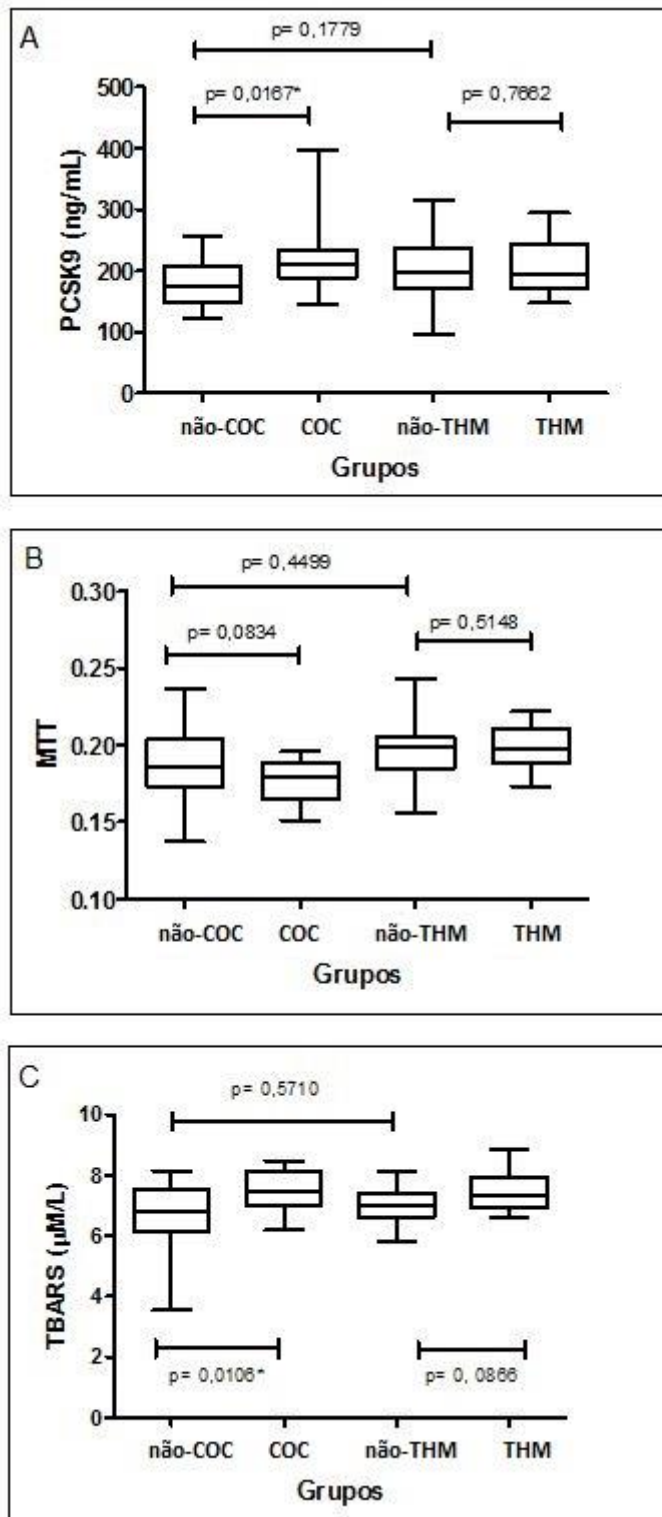 A
p= 0,1779
p= 0,0167*
p= 0,7662
500
400
300
200
100
0
PCSK9 (ng/mL)
não-COC COC não-THM THM
Grupos
B
p= 0,4499
p= 0,0834
p= 0,5148
0.30
0.25
0.20
0.15
0.10
MTT
não-COC COC não-THM THM
Grupos
C
p= 0,5710
10
8
6
4
2
0
TBARS (μM/L)
p= 0,0106*
p= 0, 0866
não-COC COC não-THM THM
Grupos